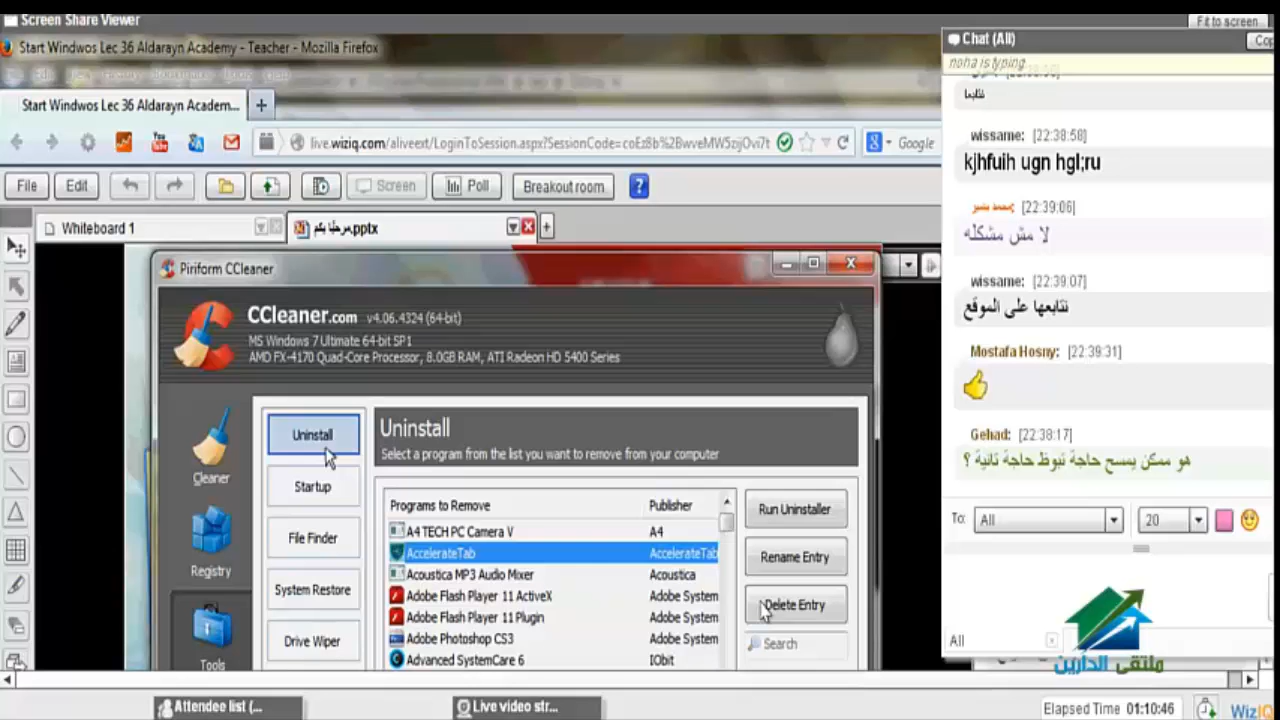 Screen Share Viewer
Fit to screen
Start Windwos Lec 36 Aldarayn Academy - Teacher - Mozilla Firefox
Start Windwos Lec 36 Aldarayn Academ...
live.wiziq.com/aliveext/LoginToSession.aspx?SessionCode=coEz8b%2BwveMW5zijOvi7t
Google
File
Edit
Screen
Poll
Breakout room
?
Whiteboard 1
مرحبا بكم.pptx
Piriform CCleaner
CCleaner.com v4.06.4324 (64-bit)
MS Windows 7 Ultimate 64-bit SP1
AMD FX-4170 Quad-Core Processor, 8.0GB RAM, ATI Radeon HD 5400 Series
Cleaner
Registry
Tools
Uninstall
Startup
File Finder
System Restore
Drive Wiper
Uninstall
Select a program from the list you want to remove from your computer
Programs to Remove Publisher
A4 TECH PC Camera V A4
AccelerateTab AccelerateTab
Acoustica MP3 Audio Mixer Acoustica
Adobe Flash Player 11 ActiveX Adobe System
Adobe Flash Player 11 Plugin Adobe System
Adobe Photoshop CS3 Adobe System
Advanced SystemCare 6 IObit
Run Uninstaller
Rename Entry
Delete Entry
Search
Chat (All)
Cop
noha is typing
نتابعها
wissame: [22:38:58]
kjhfuih ugn hgl;ru
[22:39:06]
لا مش مشكله
wissame: [22:39:07]
نتابعها على الموقع
Mostafa Hosny: [22:39:31]
Gehad: [22:38:17]
هو ممكن يمسح حاجة تبوظ حاجة تانية ؟
To: All 20
All
ملتقى الدارين
Attendee list (...
Live video str...
Elapsed Time 01:10:46
WizIQ